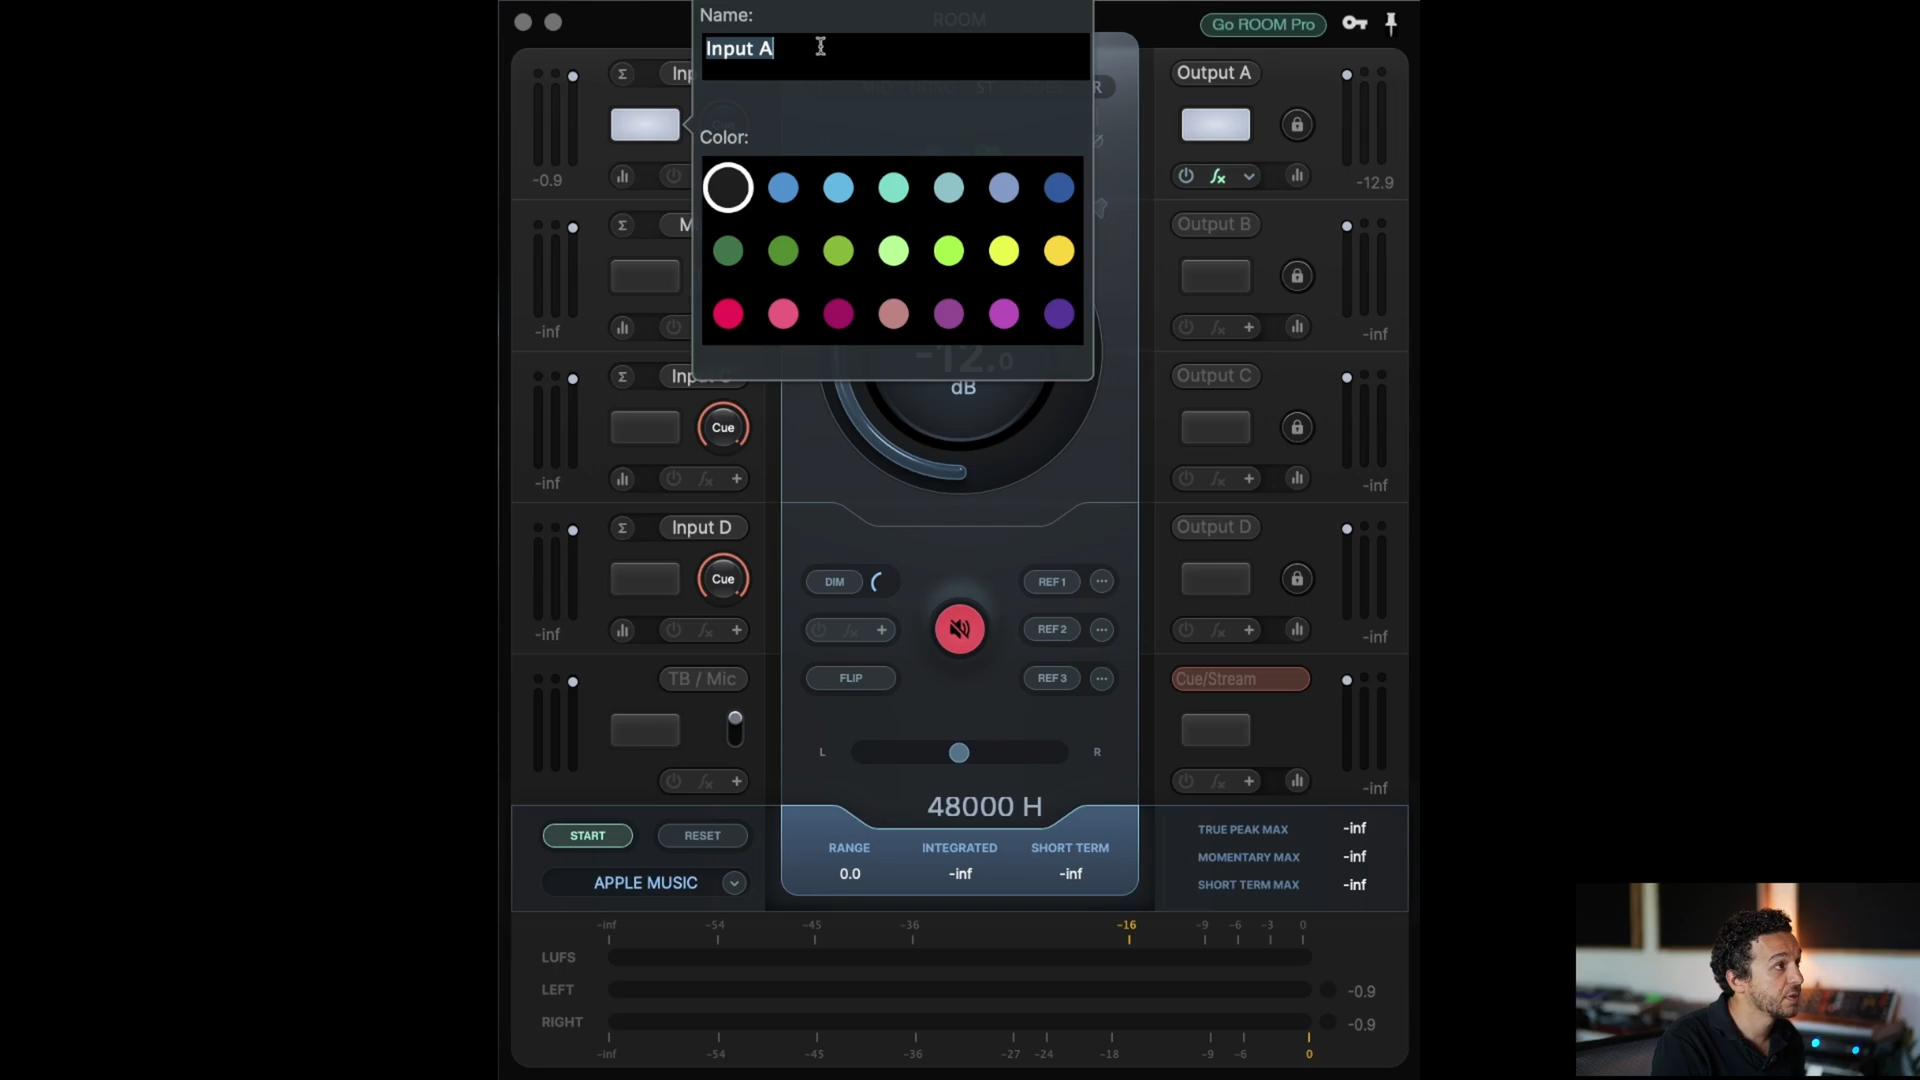 Name:
ROOM
Go ROOM Pro
Input A
Color:
Inp
Output A
-0.9
-12.9
M
Output B
-inf
-inf
-12.0
dB
Input C
Output C
Cue
-inf
-inf
Input D
Output D
Cue
DIM
REF 1
-inf
REF 2
-inf
FLIP
REF 3
TB / Mic
Cue/Stream
L
R
-inf
48000 H
START
RESET
APPLE MUSIC
RANGE
INTEGRATED
SHORT TERM
0.0
-inf
-inf
TRUE PEAK MAX
-inf
MOMENTARY MAX
-inf
SHORT TERM MAX
-inf
-inf -54 -45 -36 -16 -9 -6 -3 0
LUFS
LEFT
-0.9
RIGHT
-0.9
-inf -54 -45 -36 -27 -24 -18 -9 -6 0